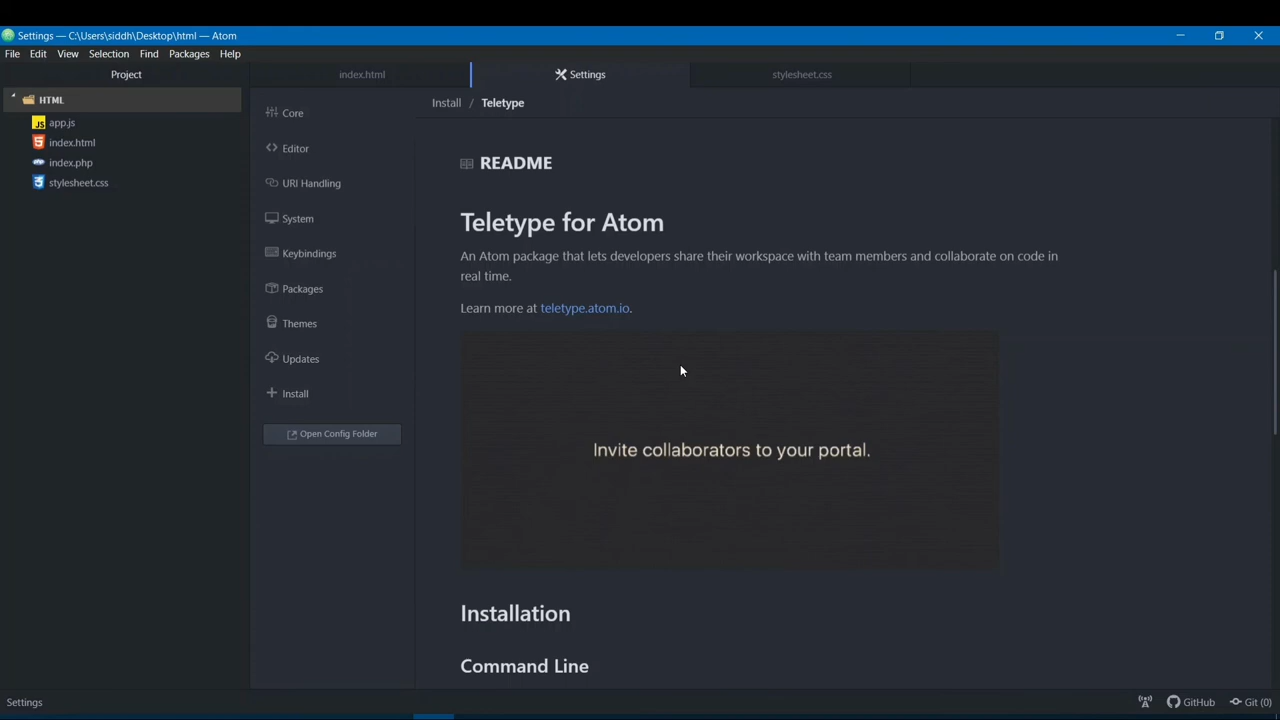 Settings — C:\Users\siddh\Desktop\html — Atom
File Edit View Selection Find Packages Help
Project
index.html
Settings
stylesheet.css
HTML
JS app.js
index.html
index.php
stylesheet.css
Core
Editor
URI Handling
System
Keybindings
Packages
Themes
Updates
Install
Open Config Folder
Install / Teletype
README
Teletype for Atom
An Atom package that lets developers share their workspace with team members and collaborate on code in
real time.
Learn more at teletype.atom.io.
Invite collaborators to your portal.
Installation
Command Line
Settings
GitHub
Git (0)